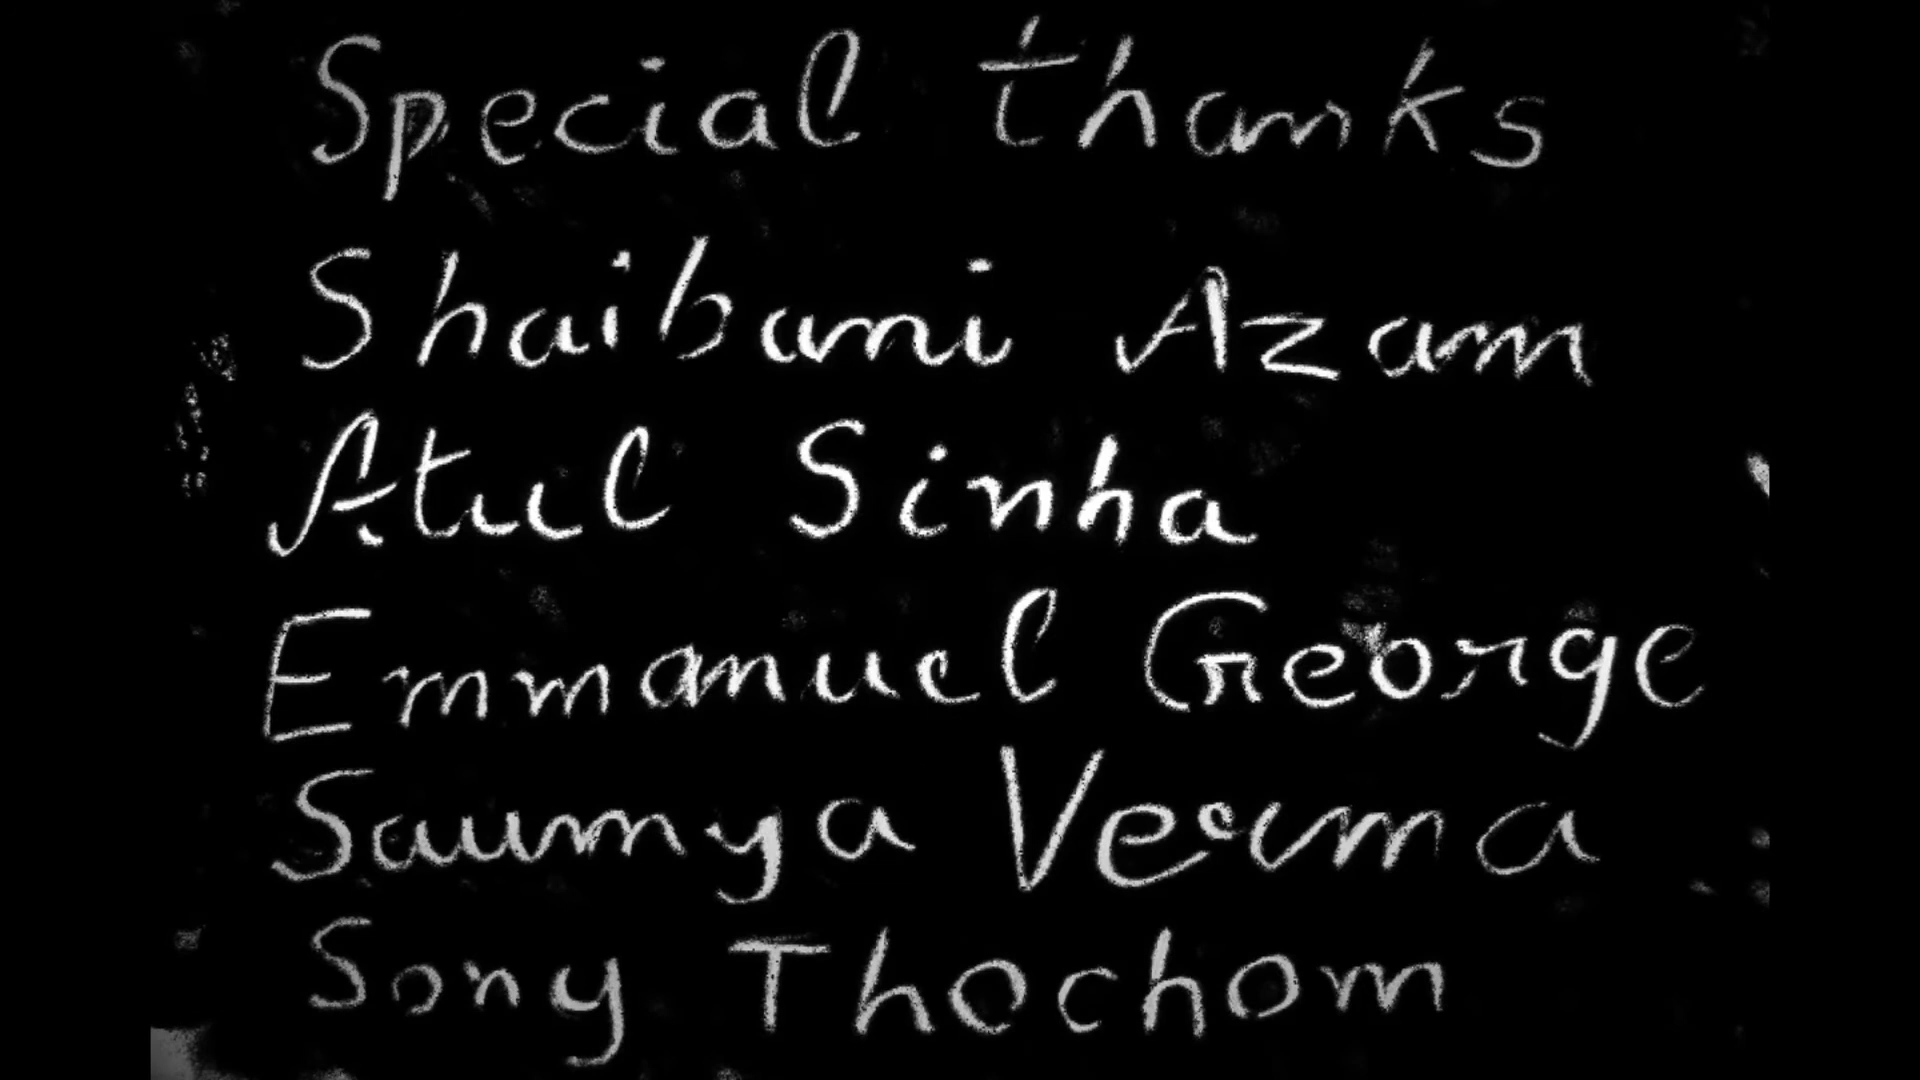 Special thanks
Shaibani Azam
Atul Sinha
Emmanuel George
Saumya Verma
Sony Thochom